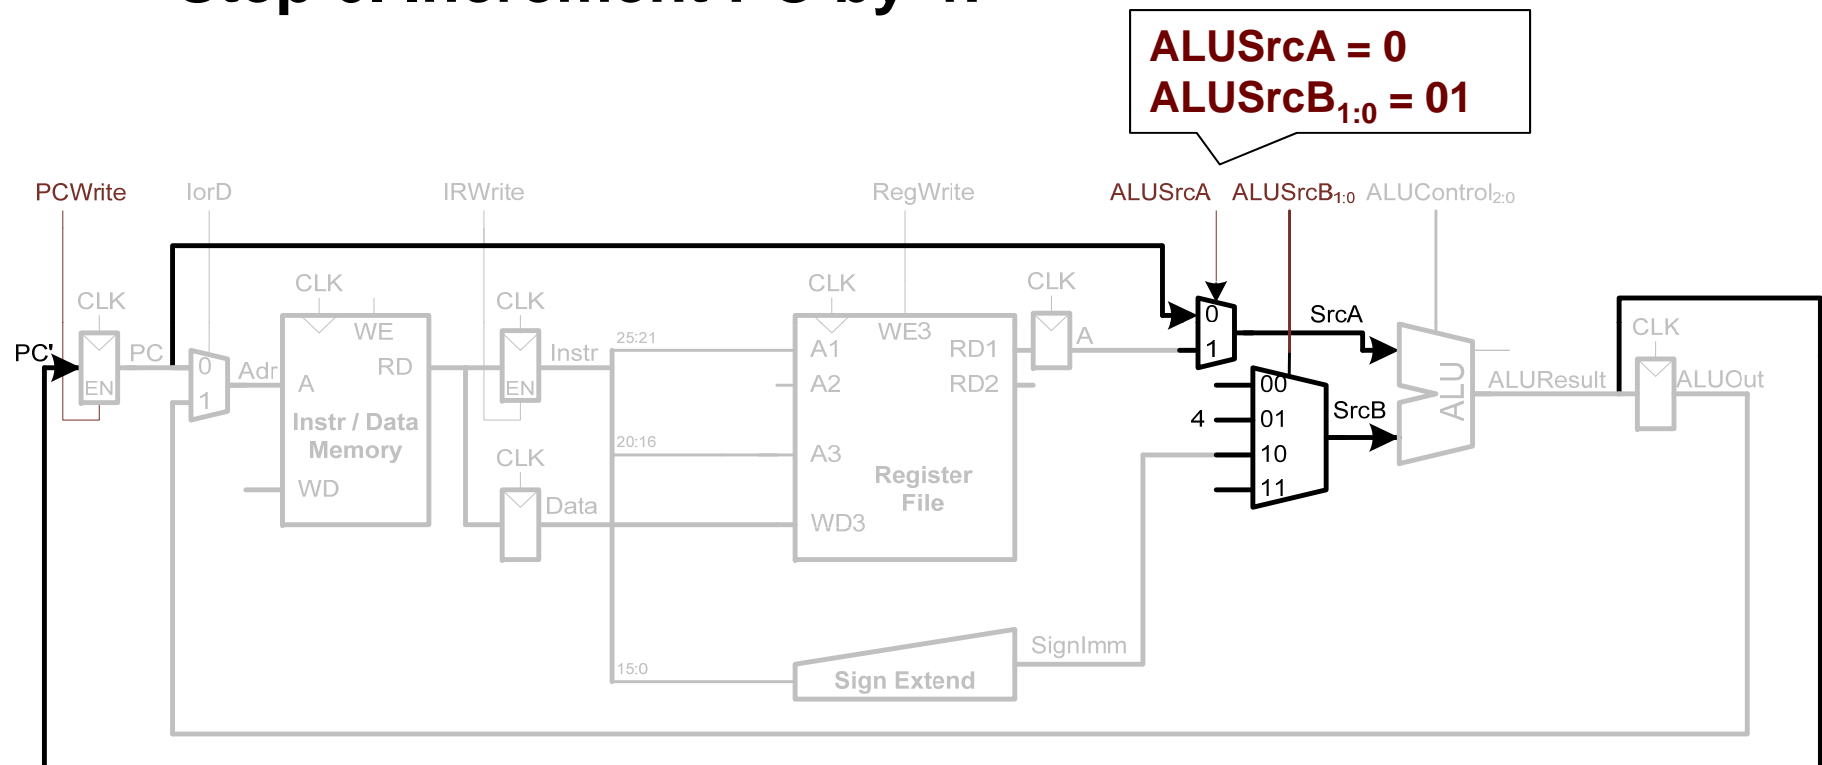 ALUSrcA = 0
ALUSrcB1:0 = 01
PCWrite IorD IRWrite RegWrite ALUSrcA ALUSrcB1:0 ALUControl2:0
CLK CLK CLK CLK CLK CLK
PC' EN PC 0 1 Adr
WE RD A Instr / Data
Memory
WD
EN Instr
CLK
Data
25:21
20:16
15:0
WE3
A1 RD1
A2 RD2
A3
Register
File
WD3
A
0
1
SrcA
00
4 01
10
11
SrcB
ALU
ALUResult
ALUOut
SignImm
Sign Extend